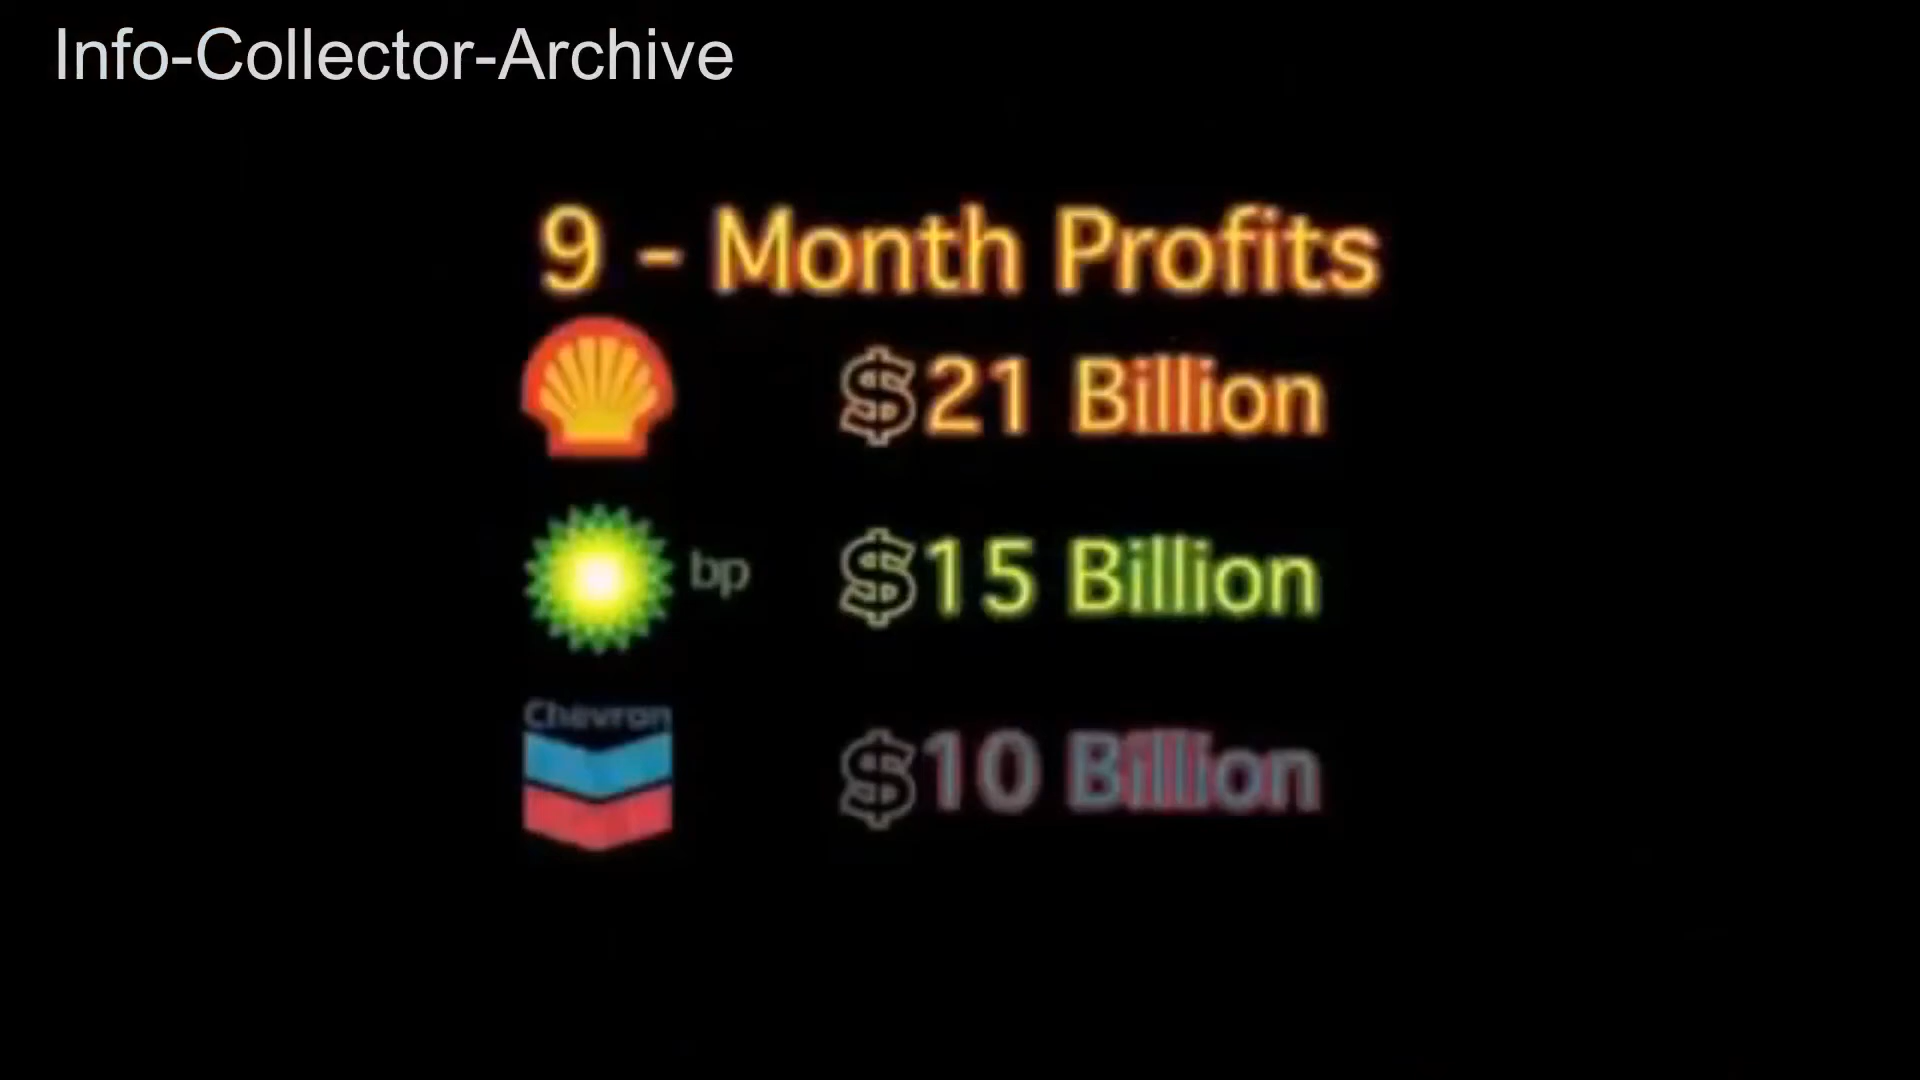 Info-Collector-Archive
9 - Month Profits
$21 Billion
bp $15 Billion
Chevron
$10 Billion